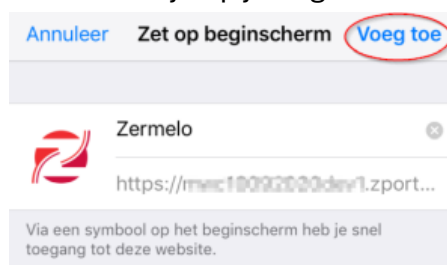 Annuleer Zet op beginscherm Voeg toe
Zermelo
https:// .zport...
Via een symbool op het beginscherm heb je snel
toegang tot deze website.